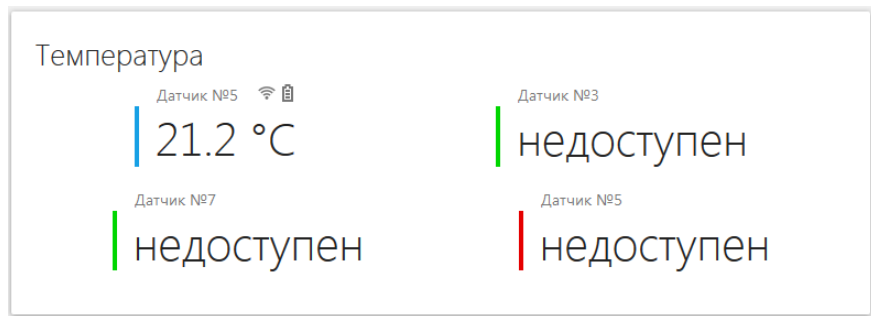 Температура
Датчик №5
21.2 °C
Датчик №3
недоступен
Датчик №7
недоступен
Датчик №5
недоступен